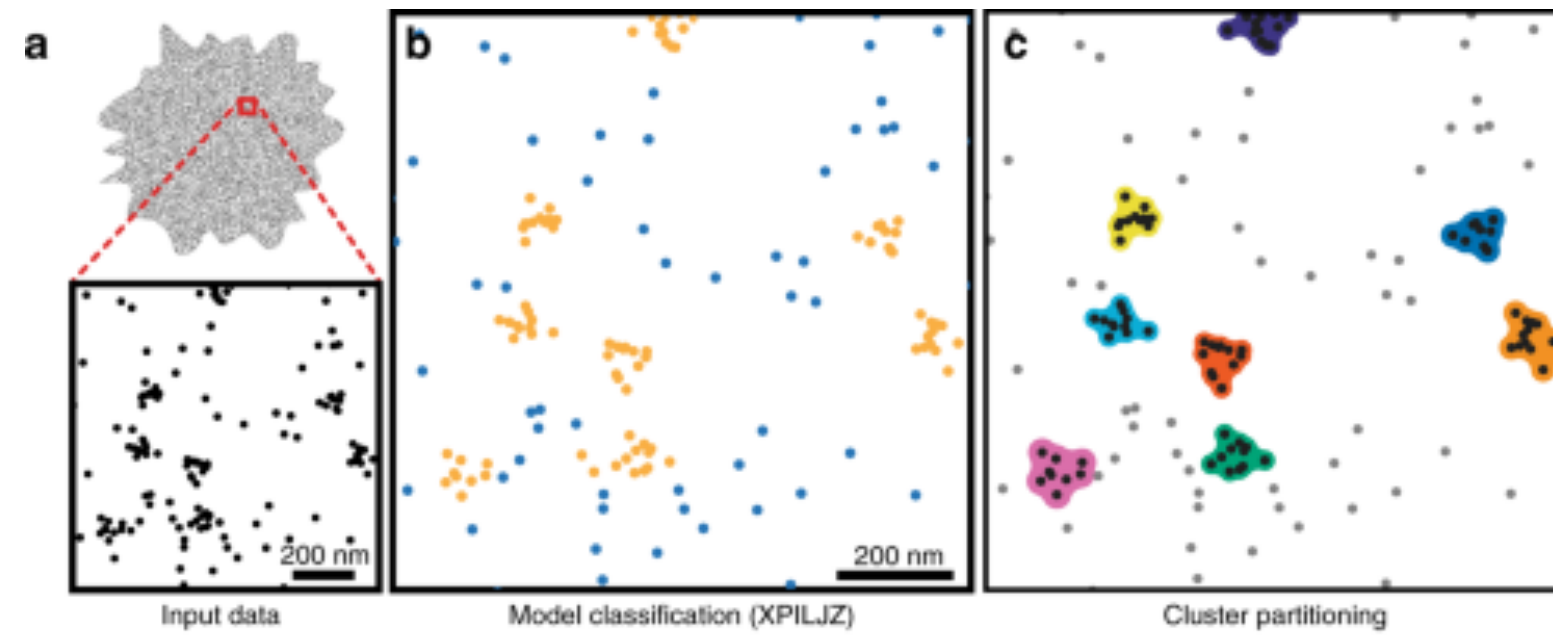 a
b
c
200 nm
200 nm
Input data
Model classification (XPILJZ)
Cluster partitioning